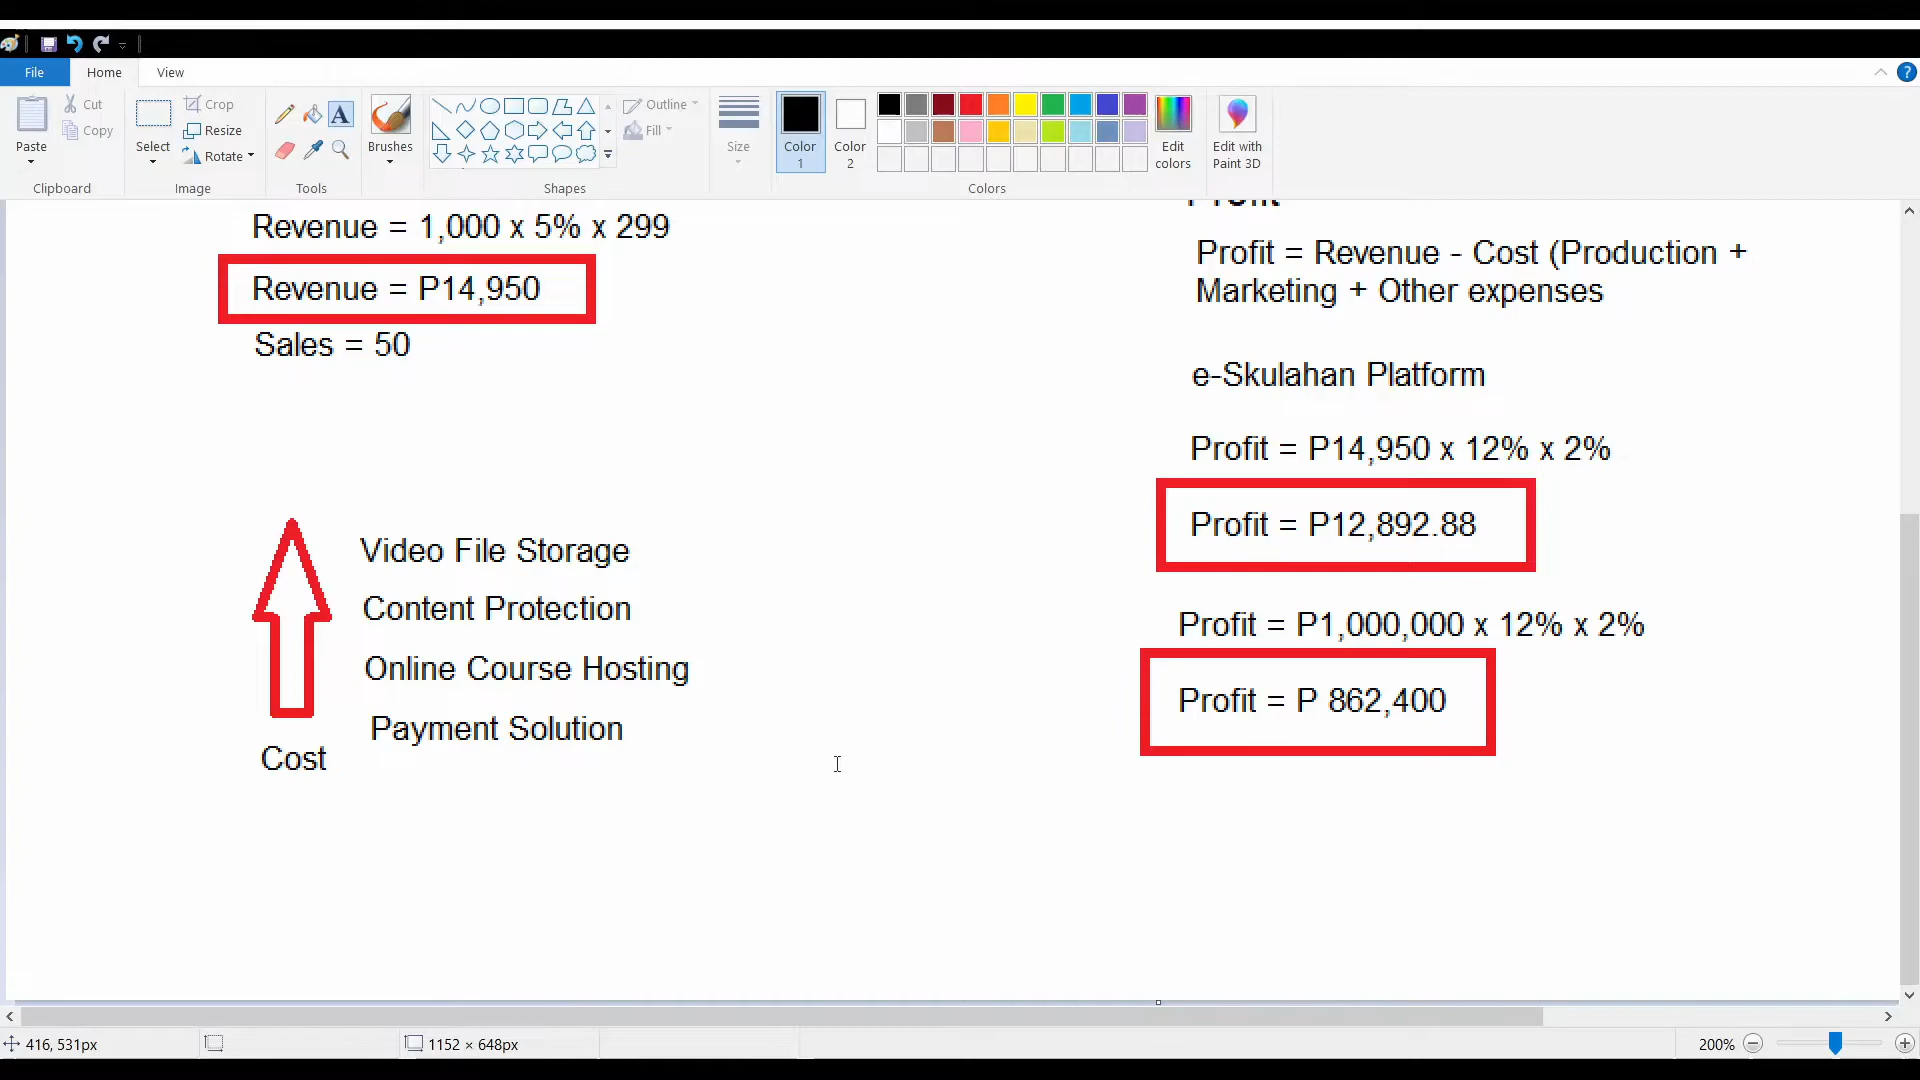 File Home View
Paste
Cut
Copy
Clipboard
Select
Crop
Resize
Rotate
Image
Tools
Brushes
Shapes
Outline
Fill
Size
Color 1
Color 2
Colors
Edit colors
Edit with Paint 3D
Revenue = 1,000 x 5% x 299
Revenue = P14,950
Sales = 50
Video File Storage
Content Protection
Online Course Hosting
Payment Solution
Cost
Profit
Profit = Revenue - Cost (Production +
Marketing + Other expenses
e-Skulahan Platform
Profit = P14,950 x 12% x 2%
Profit = P12,892.88
Profit = P1,000,000 x 12% x 2%
Profit = P 862,400
416, 531px
1152 × 648px
200%